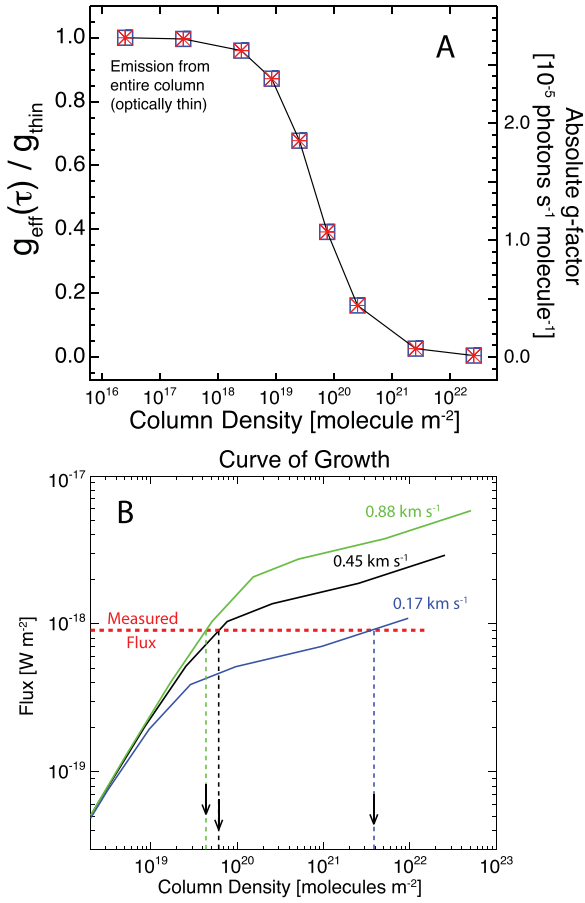 A
Emission from
entire column
(optically thin)
g_eff(τ) / g_thin
1.0
0.8
0.6
0.4
0.2
0.0
2.0
1.0
0.0
Absolute g-factor
[10⁻⁵ photons s⁻¹ molecule⁻¹]
10¹⁶ 10¹⁷ 10¹⁸ 10¹⁹ 10²⁰ 10²¹ 10²²
Column Density [molecule m⁻²]
Curve of Growth
B
0.88 km s⁻¹
0.45 km s⁻¹
0.17 km s⁻¹
Measured
Flux
Flux [W m⁻²]
10⁻¹⁷
10⁻¹⁸
10⁻¹⁹
10¹⁹ 10²⁰ 10²¹ 10²² 10²³
Column Density [molecules m⁻²]